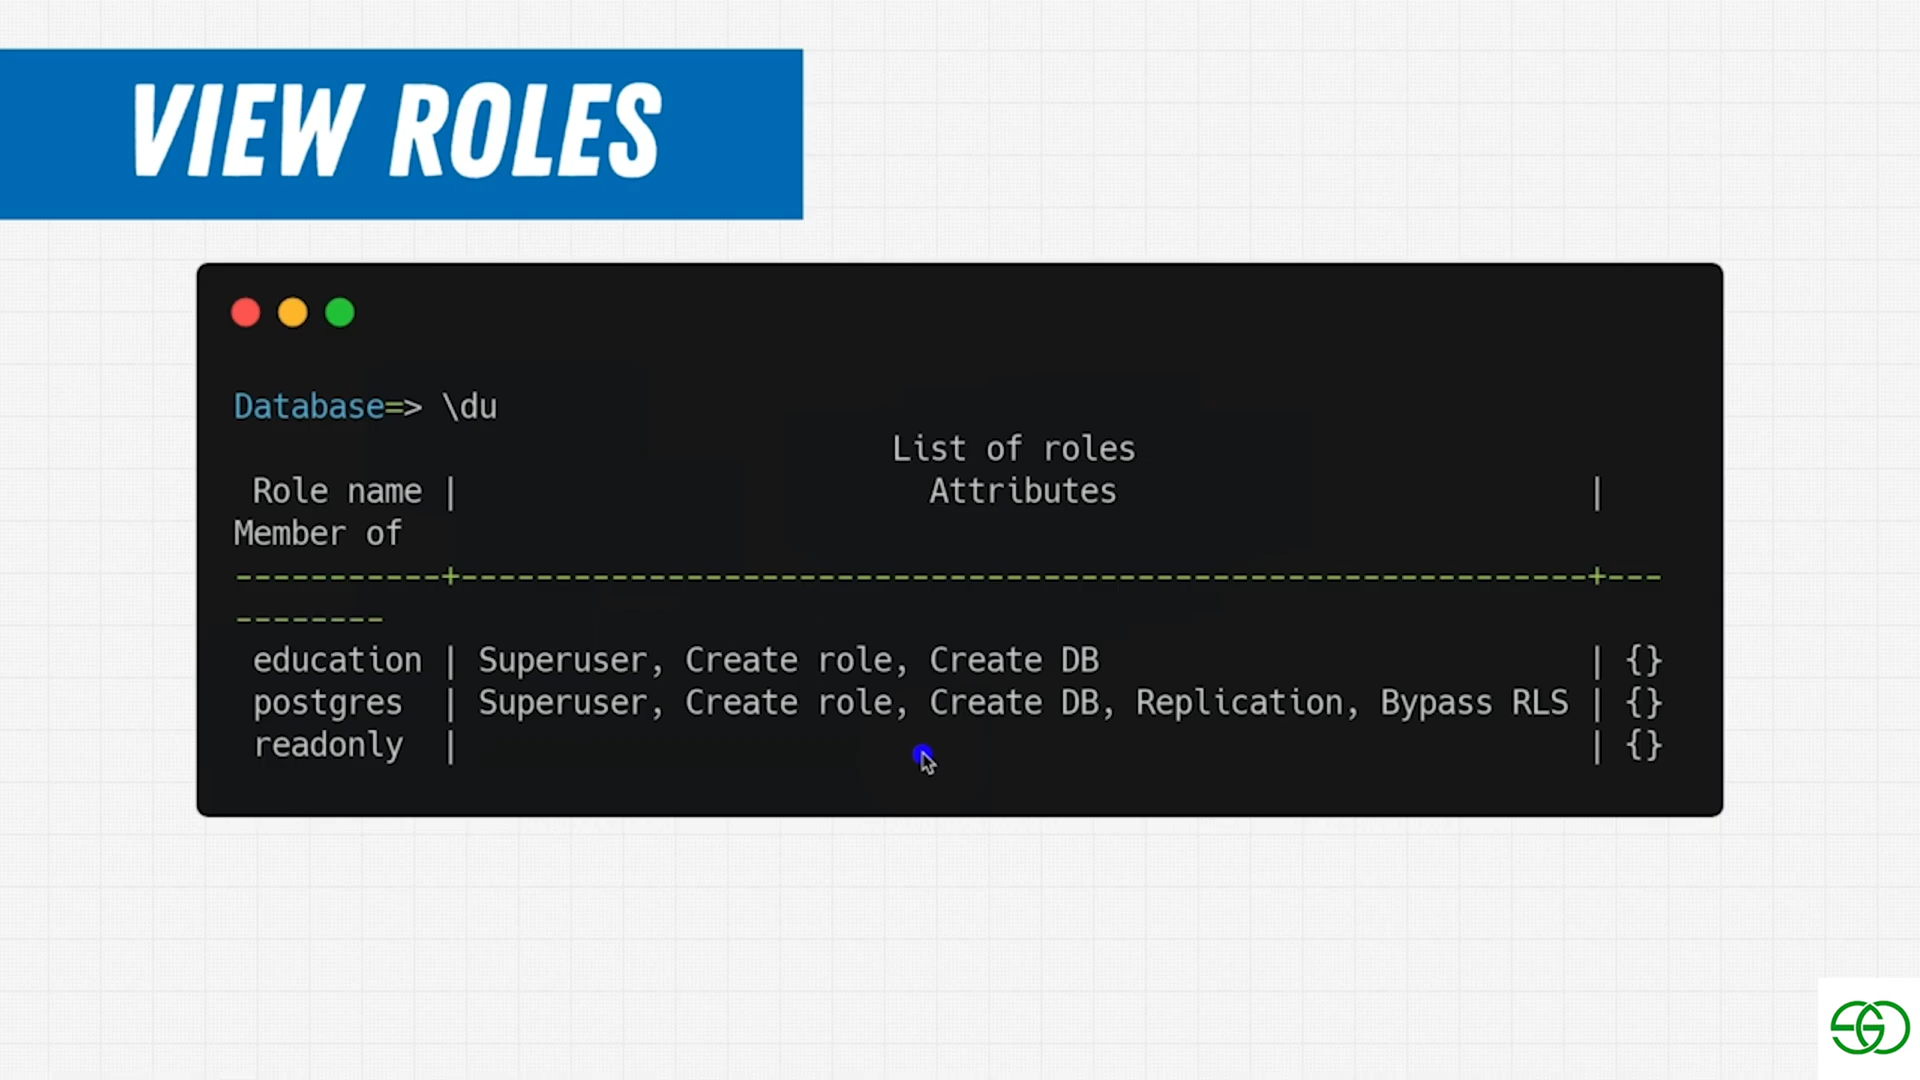 VIEW ROLES
Database=> \du
List of roles
Role name | Attributes |
Member of
-----------+------------------------------------------------------------+---
--------
education | Superuser, Create role, Create DB | {}
postgres | Superuser, Create role, Create DB, Replication, Bypass RLS | {}
readonly | | {}